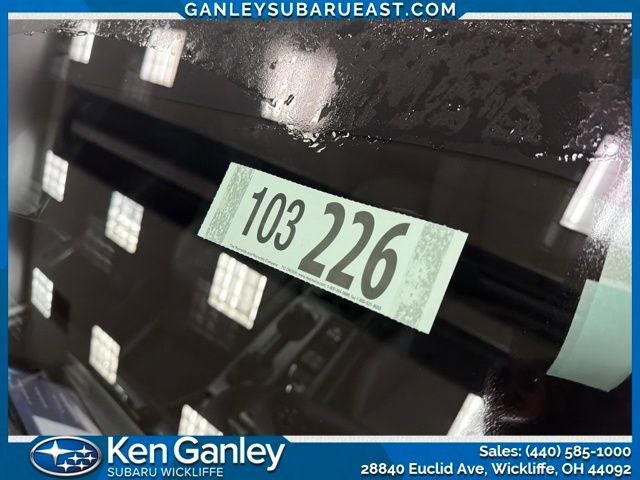 GANLEYSUBARUEAST.COM
103 226
Ken Ganley
SUBARU WICKLIFFE
Sales: (440) 585-1000
28840 Euclid Ave, Wickliffe, OH 44092